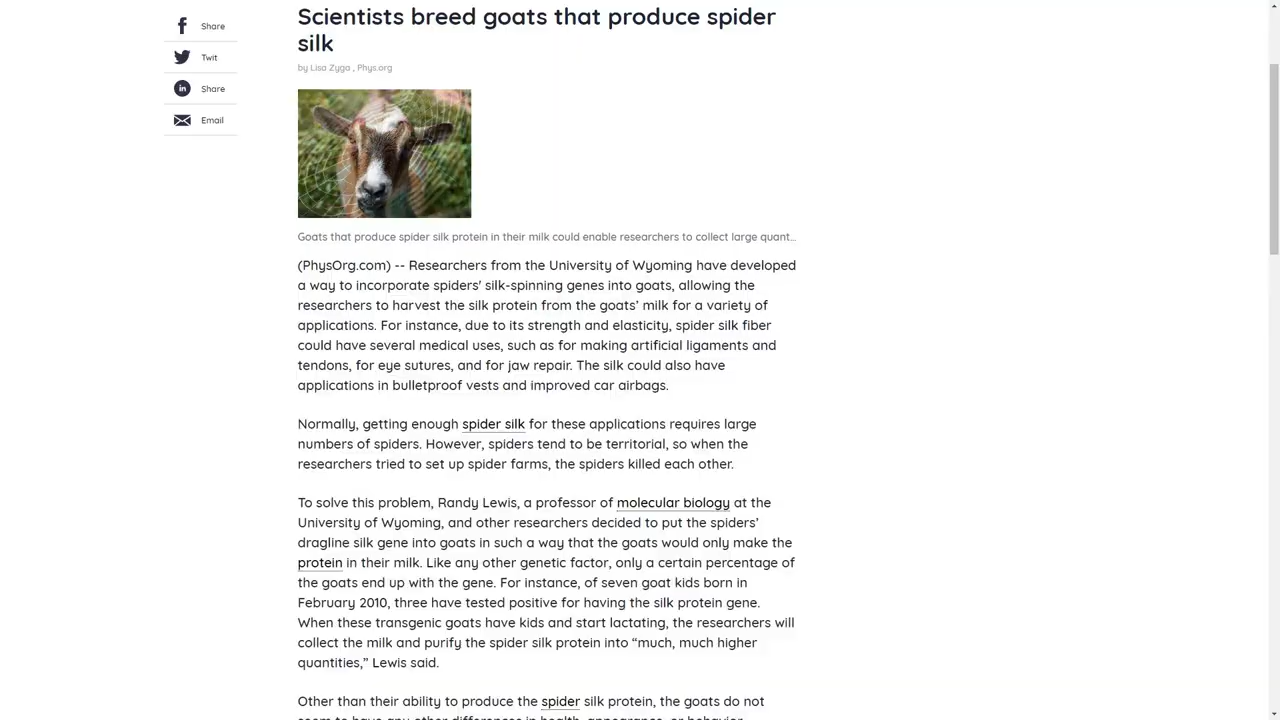 Share
Twit
Share
Email
Scientists breed goats that produce spider
silk
by Lisa Zyga , Phys.org
Goats that produce spider silk protein in their milk could enable researchers to collect large quant...
(PhysOrg.com) -- Researchers from the University of Wyoming have developed
a way to incorporate spiders' silk-spinning genes into goats, allowing the
researchers to harvest the silk protein from the goats’ milk for a variety of
applications. For instance, due to its strength and elasticity, spider silk fiber
could have several medical uses, such as for making artificial ligaments and
tendons, for eye sutures, and for jaw repair. The silk could also have
applications in bulletproof vests and improved car airbags.
Normally, getting enough spider silk for these applications requires large
numbers of spiders. However, spiders tend to be territorial, so when the
researchers tried to set up spider farms, the spiders killed each other.
To solve this problem, Randy Lewis, a professor of molecular biology at the
University of Wyoming, and other researchers decided to put the spiders’
dragline silk gene into goats in such a way that the goats would only make the
protein in their milk. Like any other genetic factor, only a certain percentage of
the goats end up with the gene. For instance, of seven goat kids born in
February 2010, three have tested positive for having the silk protein gene.
When these transgenic goats have kids and start lactating, the researchers will
collect the milk and purify the spider silk protein into “much, much higher
quantities,” Lewis said.
Other than their ability to produce the spider silk protein, the goats do not
seem to have any other differences in health, appearance, or behavior